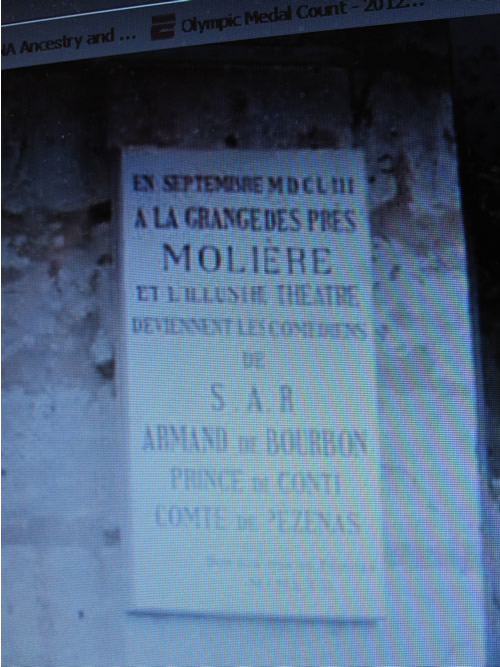 NA Ancestry and ... Olympic Medal Count - 2012...
EN SEPTEMBRE MDCLIII
A LA GRANGE DES PRES
MOLIÈRE
ET L'ILLUSTRE THEATRE
DEVIENNENT LES COMEDIENS
DE
S.A.R
ARMAND DE BOURBON
PRINCE DE CONTI
COMTE DE PEZENAS